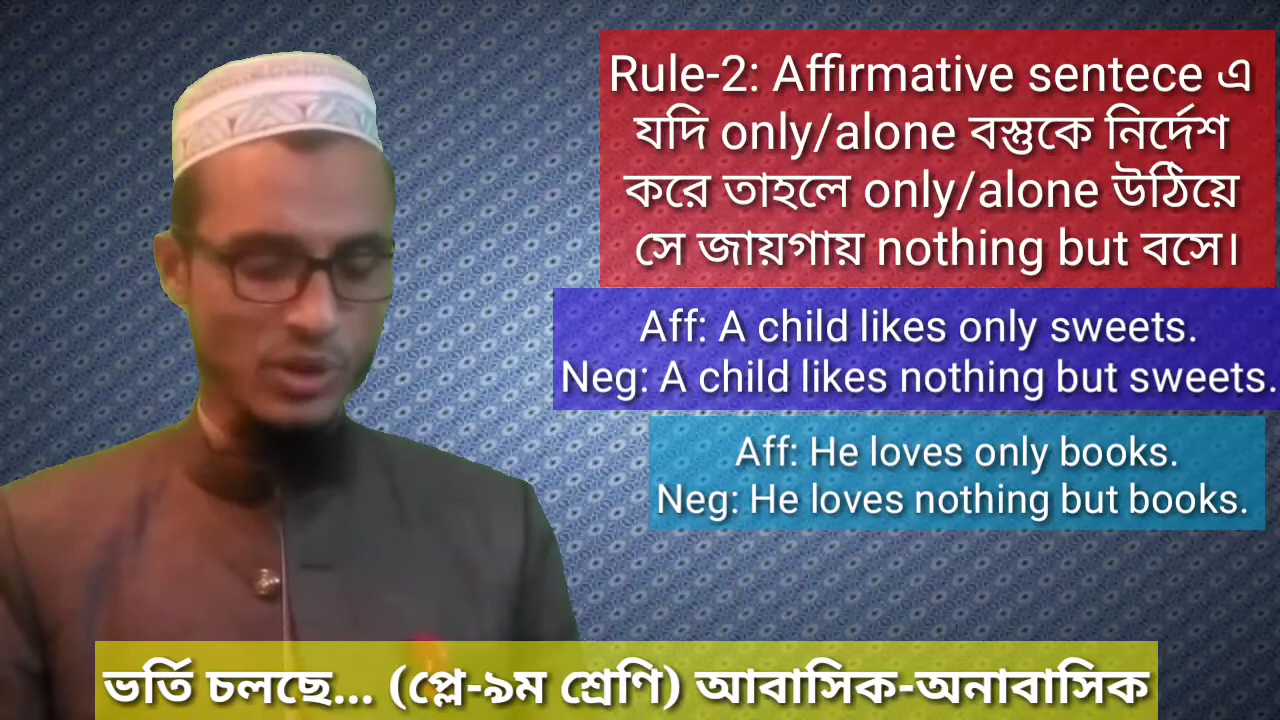 Rule-2: Affirmative sentece এ
যদি only/alone বস্তুকে নির্দেশ
করে তাহলে only/alone উঠিয়ে
সে জায়গায় nothing but বসে।
Aff: A child likes only sweets.
Neg: A child likes nothing but sweets.
Aff: He loves only books.
Neg: He loves nothing but books.
ভর্তি চলছে... (প্লে-৯ম শ্রেণি) আবাসিক-অনাবাসিক